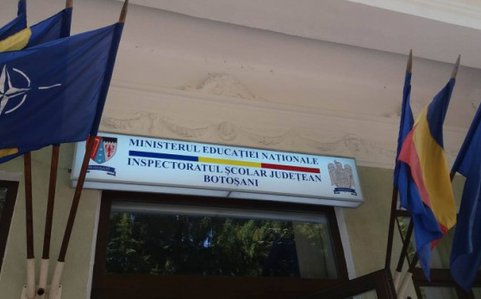 MINISTERUL EDUCAȚIEI NAȚIONALE
INSPECTORATUL ȘCOLAR JUDEȚEAN
BOTOȘANI